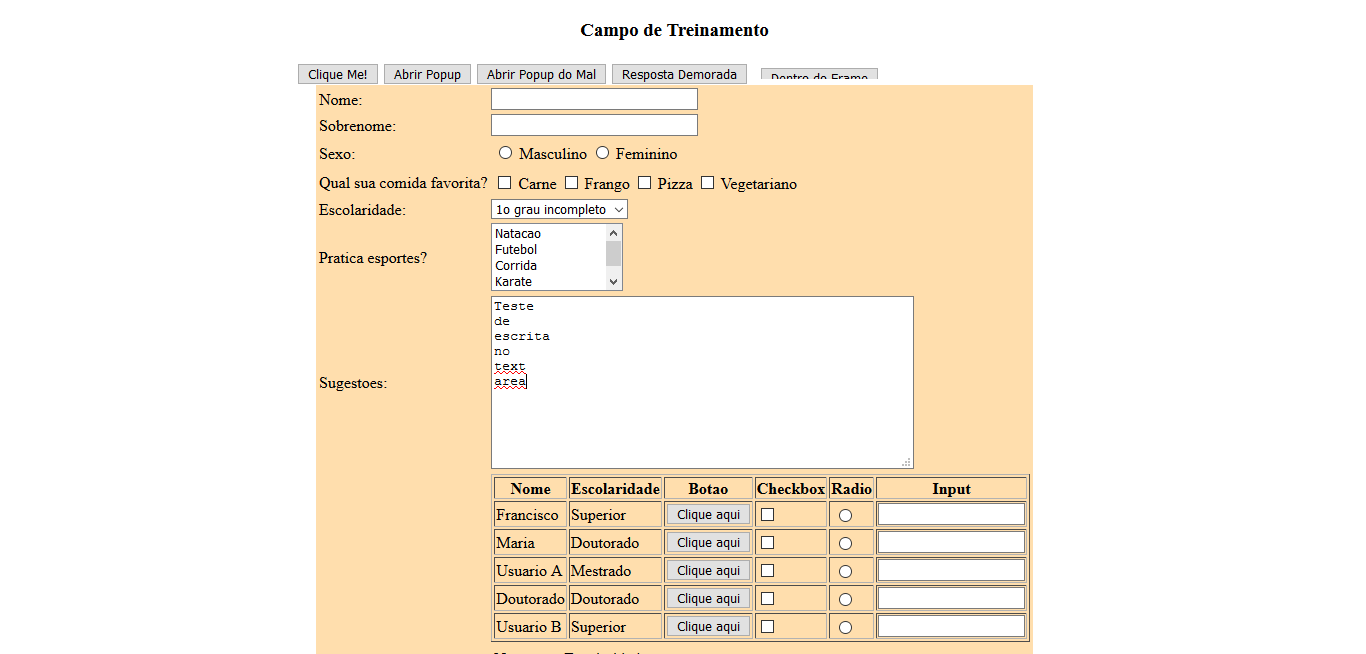 Campo de Treinamento
Clique Me! Abrir Popup Abrir Popup do Mal Resposta Demorada Dentro do Frame
Nome:
Sobrenome:
Sexo: Masculino Feminino
Qual sua comida favorita? Carne Frango Pizza Vegetariano
Escolaridade: 1o grau incompleto
Pratica esportes?
Natacao
Futebol
Corrida
Karate
Sugestoes:
Teste
de
escrita
no
text
area
Nome Escolaridade Botao Checkbox Radio Input
Francisco Superior Clique aqui
Maria Doutorado Clique aqui
Usuario A Mestrado Clique aqui
Doutorado Doutorado Clique aqui
Usuario B Superior Clique aqui